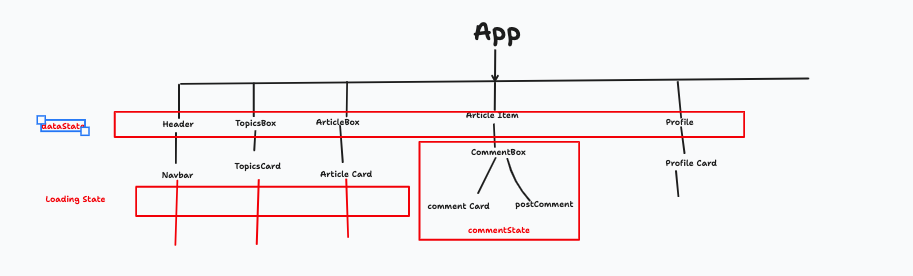 App
dataState
Header
TopicsBox
ArticleBox
Article Item
Profile
CommentBox
Navbar
TopicsCard
Article Card
Profile Card
Loading State
comment Card
postComment
commentState